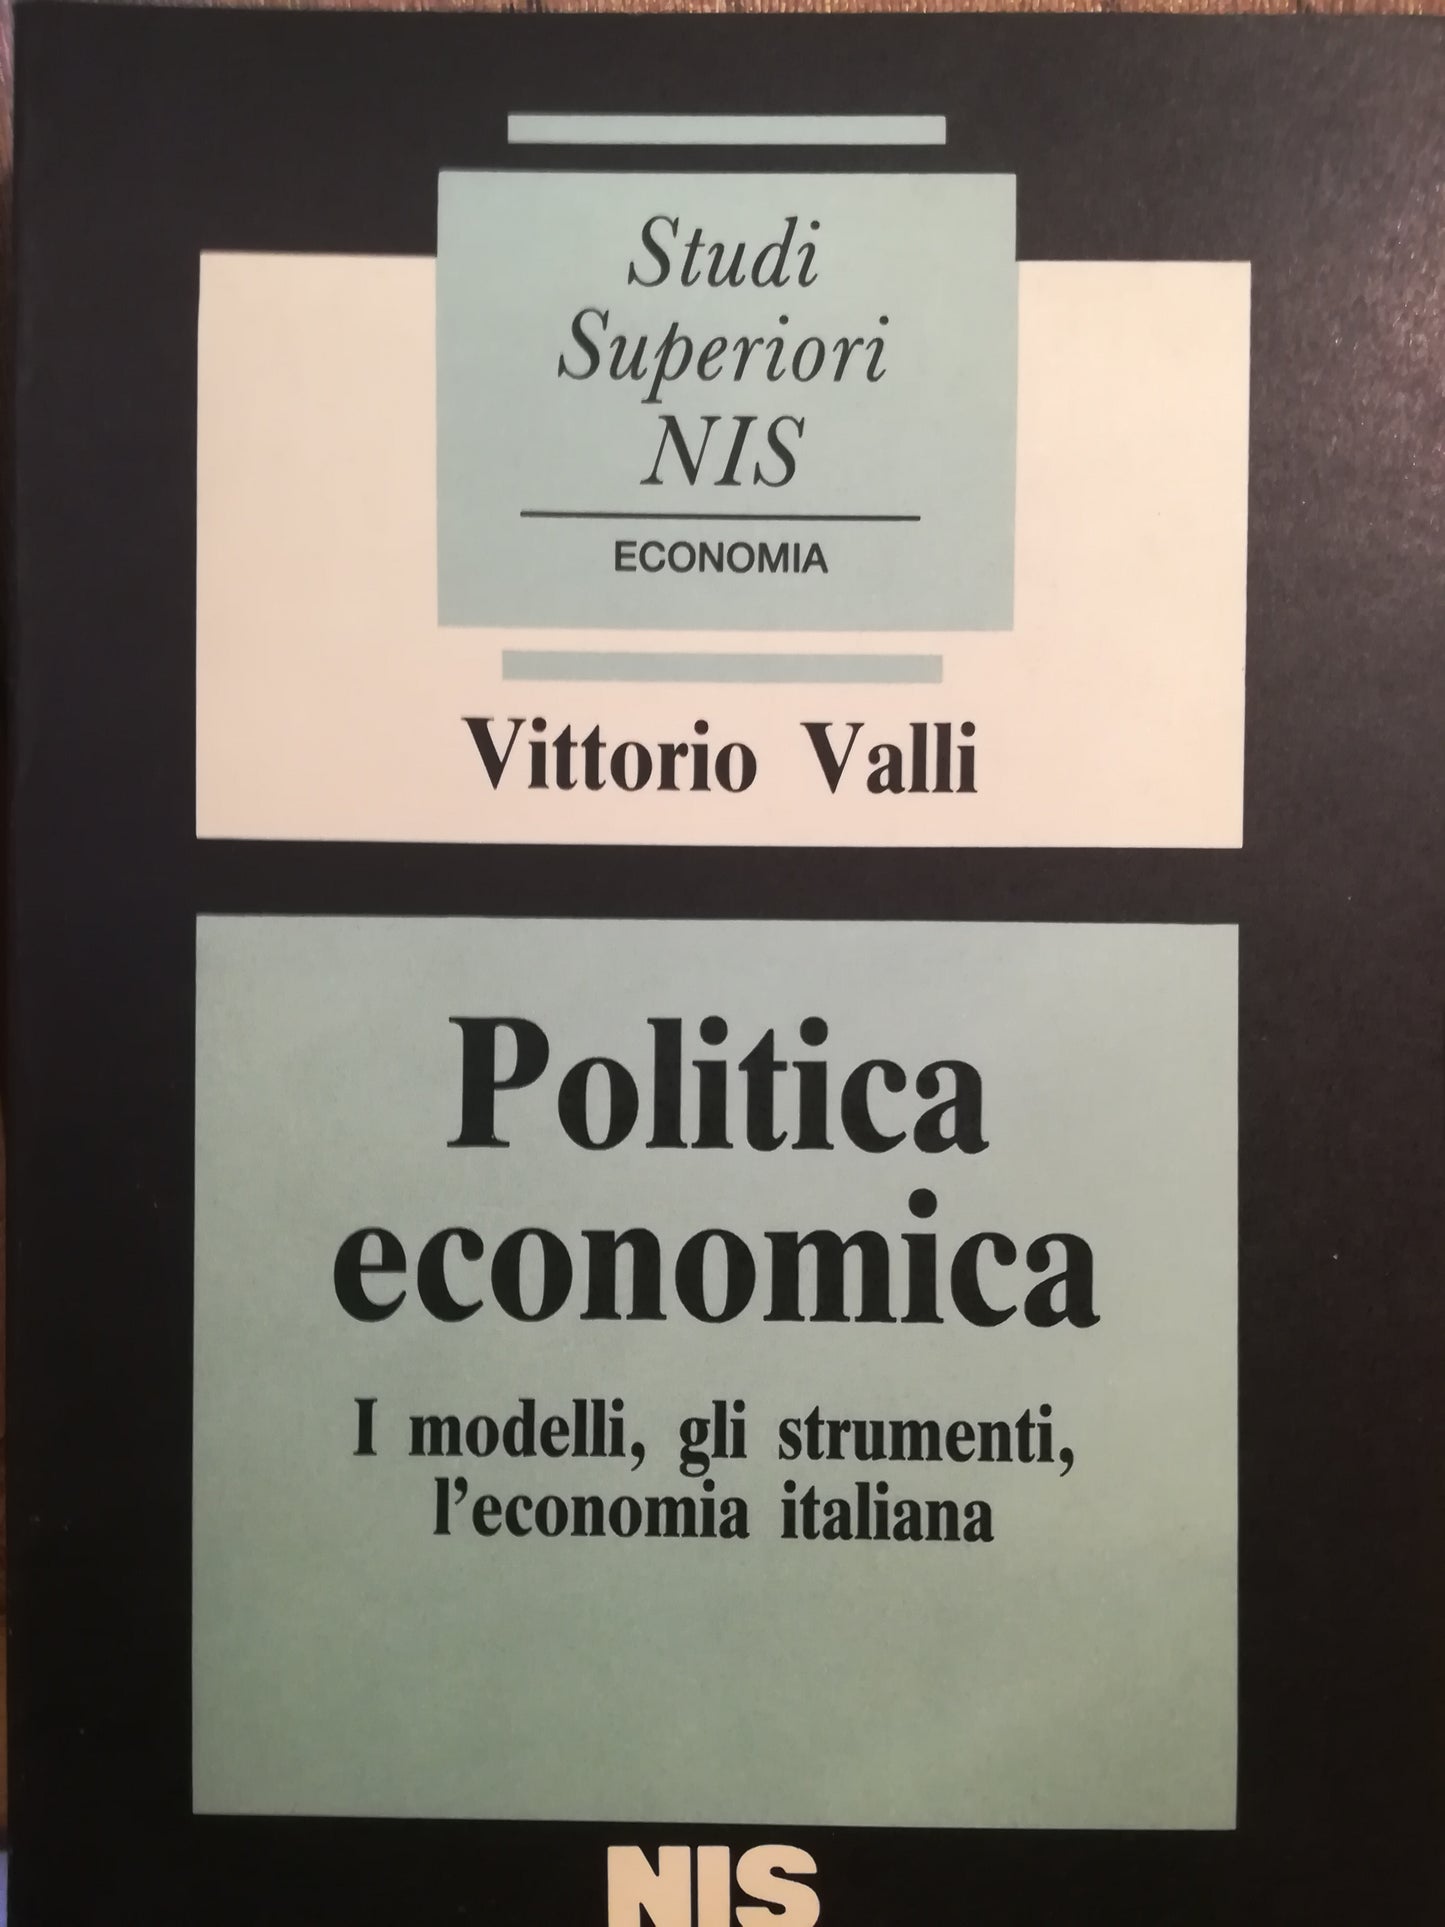 Studi
Superiori
NIS
ECONOMIA
Vittorio Valli
Politica
economica
I modelli, gli strumenti,
l'economia italiana
NIS